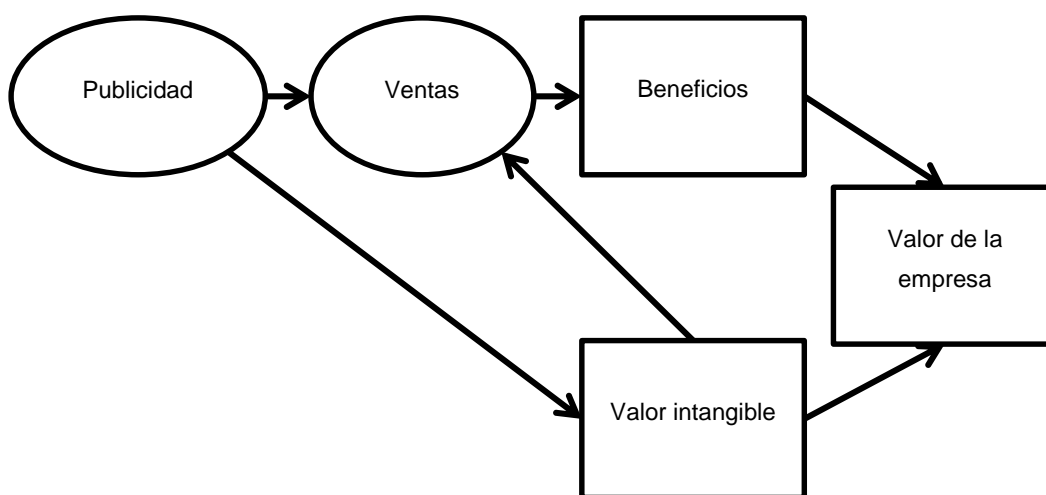 Publicidad
Ventas
Beneficios
Valor de la
empresa
Valor intangible